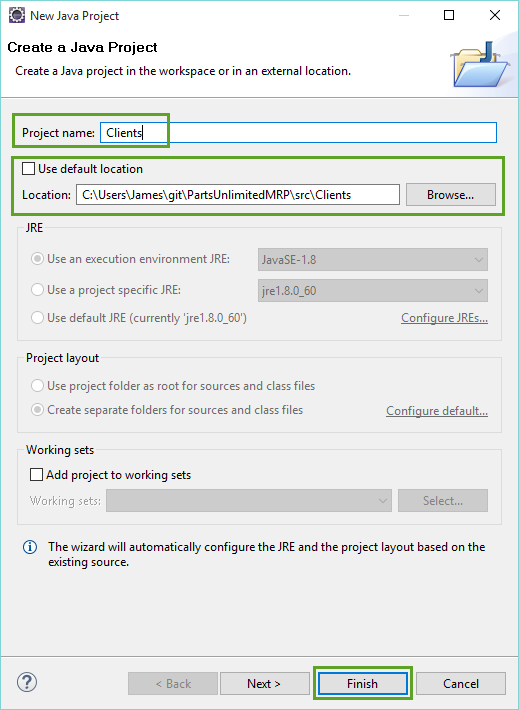 New Java Project
Create a Java Project
Create a Java project in the workspace or in an external location.
Project name: Clients
Use default location
Location: C:\Users\James\git\PartsUnlimitedMRP\src\Clients Browse...
JRE
Use an execution environment JRE: JavaSE-1.8
Use a project specific JRE: jre1.8.0_60
Use default JRE (currently 'jre1.8.0_60') Configure JREs...
Project layout
Use project folder as root for sources and class files
Create separate folders for sources and class files Configure default...
Working sets
Add project to working sets
Working sets: Select...
The wizard will automatically configure the JRE and the project layout based on the
existing source.
? < Back Next > Finish Cancel